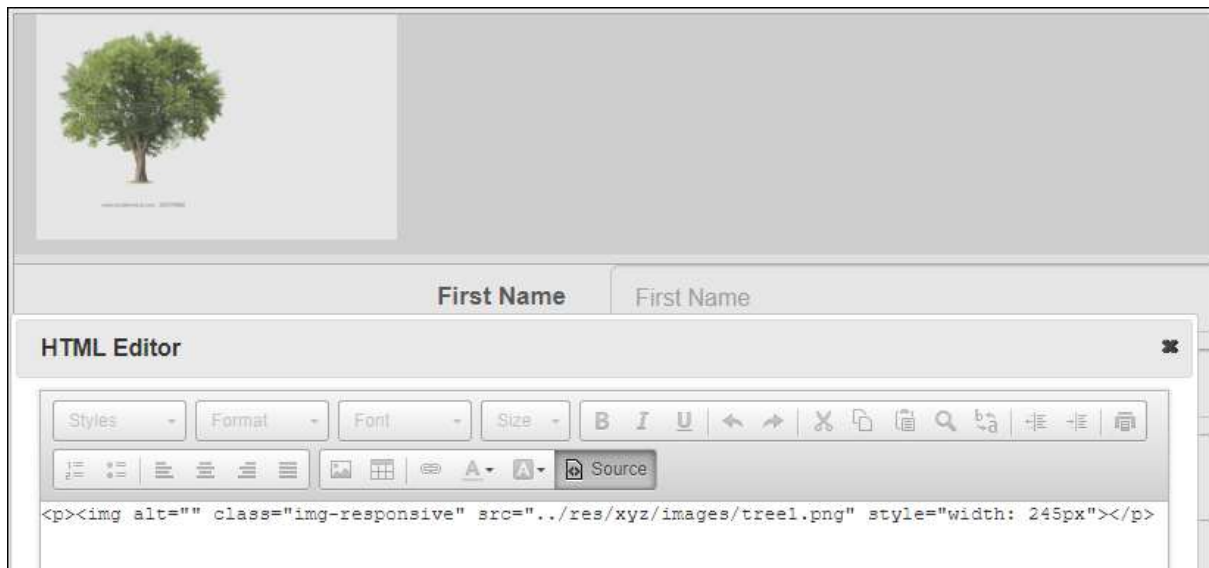 First Name First Name
HTML Editor
Styles Format Font Size B I U
A A Source
<p><img alt="" class="img-responsive" src="../res/xyz/images/tree1.png" style="width: 245px"></p>